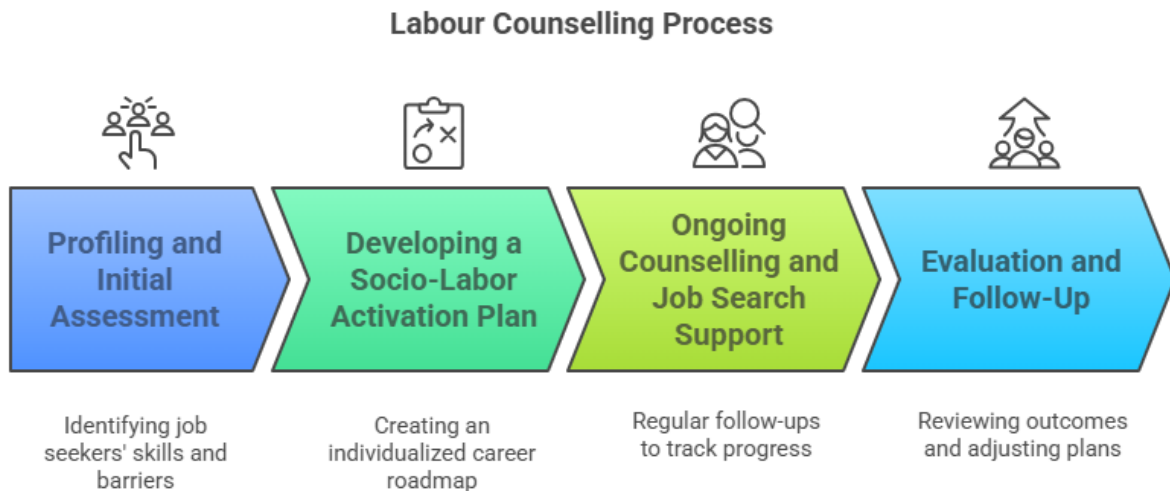 Labour Counselling Process
Profiling and
Initial
Assessment
Developing a
Socio-Labor
Activation Plan
Ongoing
Counselling and
Job Search
Support
Evaluation and
Follow-Up
Identifying job
seekers' skills and
barriers
Creating an
individualized career
roadmap
Regular follow-ups
to track progress
Reviewing outcomes
and adjusting plans